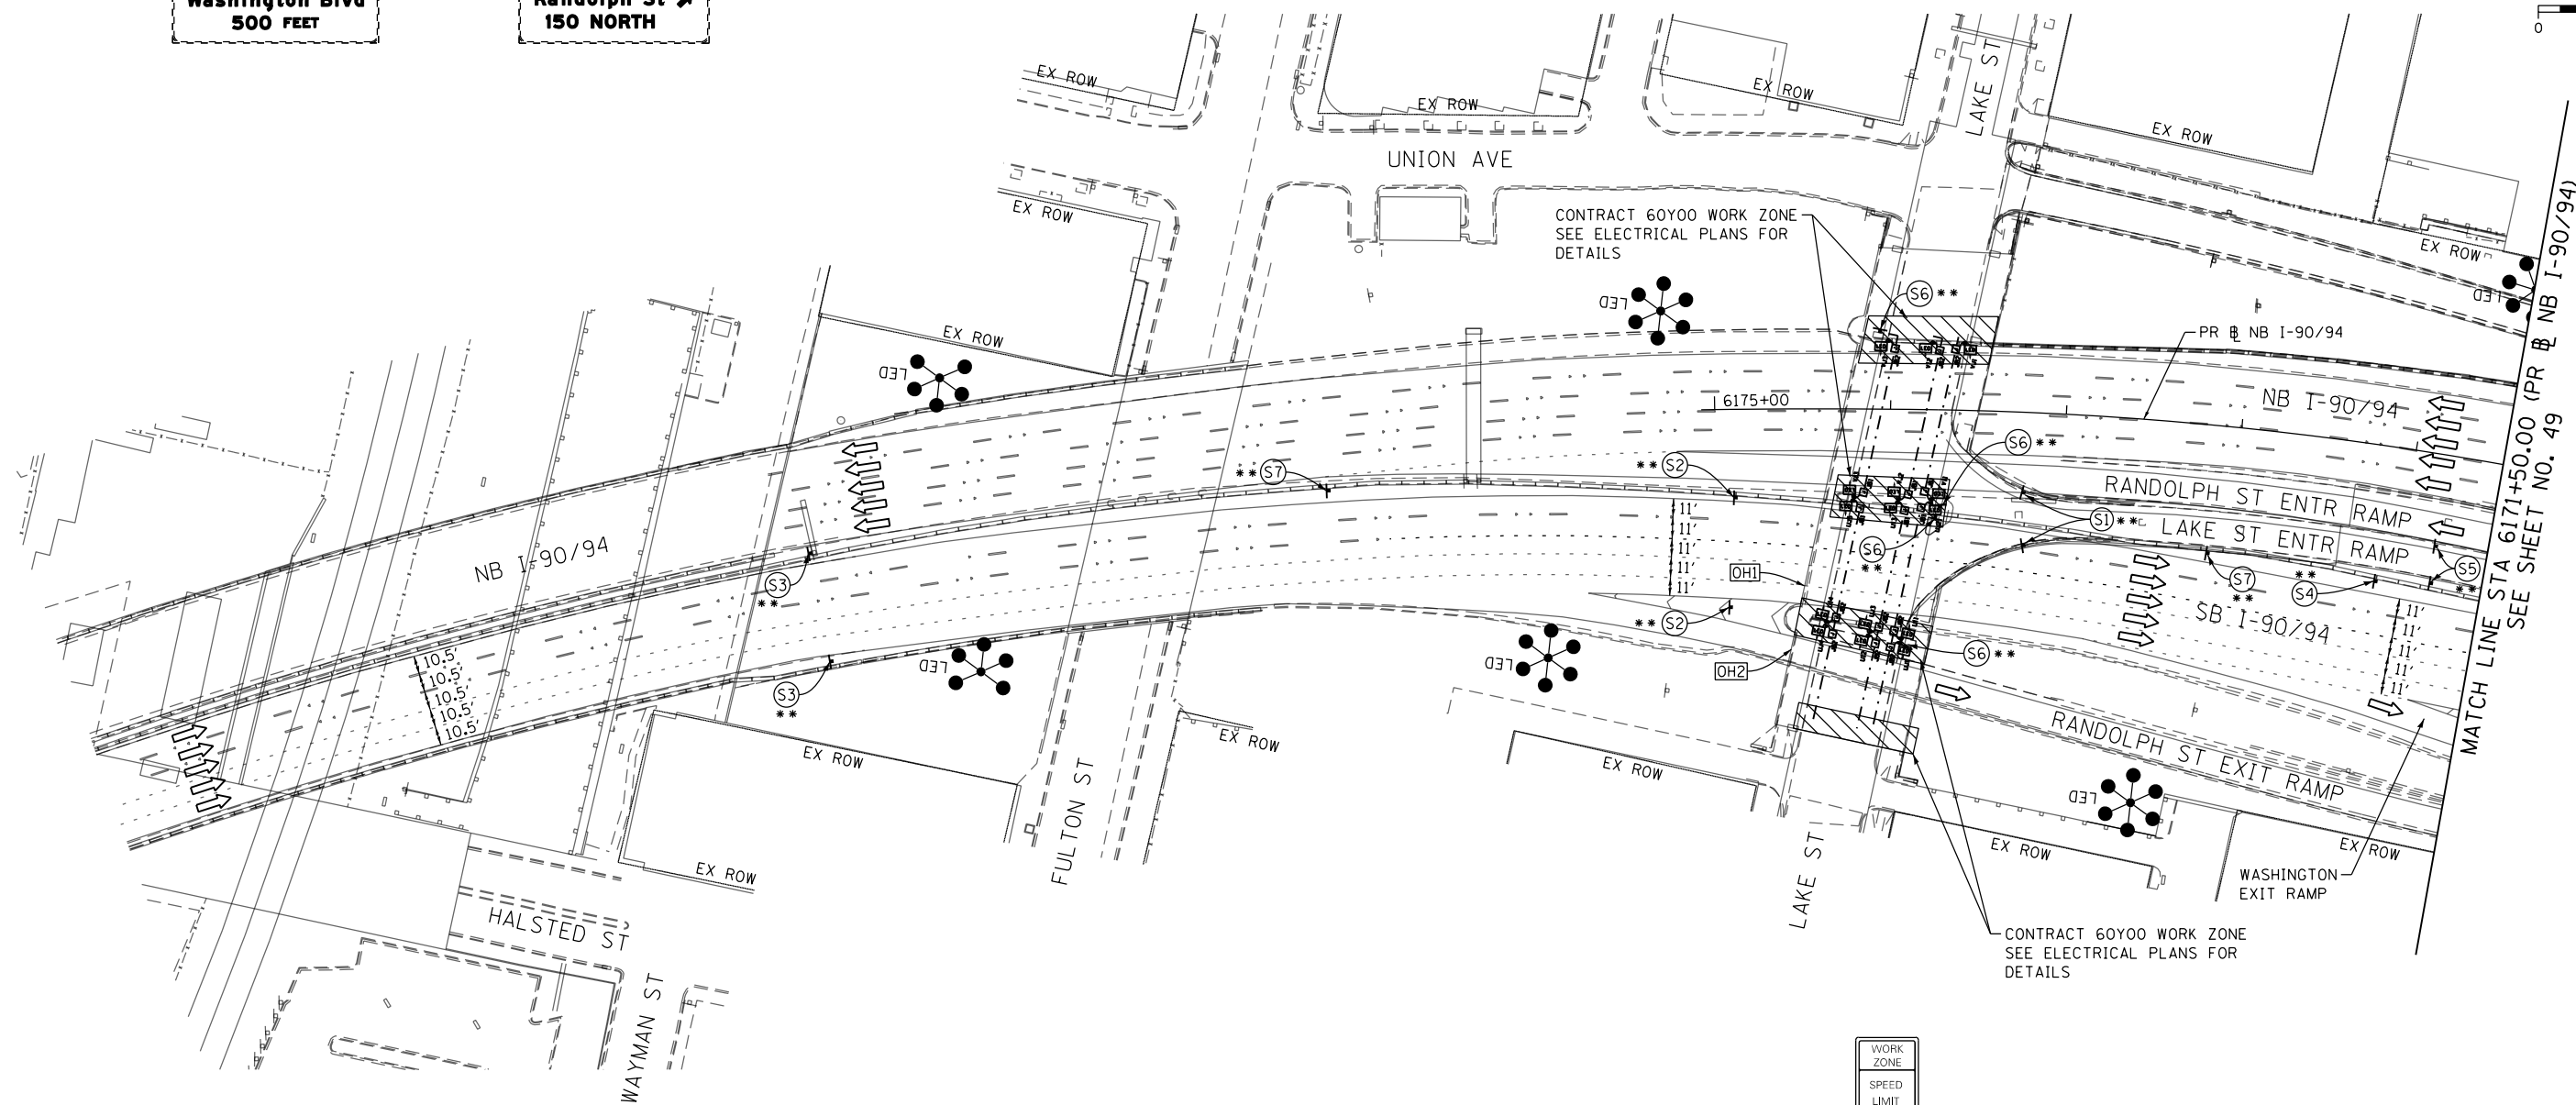 Washington Blvd
500 FEET
Randolph St
150 NORTH
0
EX ROW
EX ROW
EX ROW
LAKE ST
EX ROW
UNION AVE
EX ROW
CONTRACT 60Y00 WORK ZONE
SEE ELECTRICAL PLANS FOR
DETAILS
EX ROW
S6 **
LED
LED
PR B NB I-90/94
EX ROW
LED
6175+00
NB I-90/94
S6 **
** S7
** S2
RANDOLPH ST ENTR RAMP
S1 **
LAKE ST ENTR RAMP
11'
11'
11'
11'
11'
S6
**
OH1
NB I-90/94
S3
**
S7
**
**
S4
S5
**
SB I-90/94
11'
11'
11'
11'
11'
** S2
S6 **
OH2
10.5'
10.5'
10.5'
10.5'
10.5'
LED
LED
S3
**
EX ROW
EX ROW
EX ROW
RANDOLPH ST EXIT RAMP
LED
EX ROW
EX ROW
EX ROW
FULTON ST
LAKE ST
WASHINGTON
EXIT RAMP
HALSTED ST
WAYMAN ST
CONTRACT 60Y00 WORK ZONE
SEE ELECTRICAL PLANS FOR
DETAILS
MATCH LINE STA 6171+50.00 (PR B NB I-90/94)
SEE SHEET NO. 49
WORK
ZONE
SPEED
LIMIT